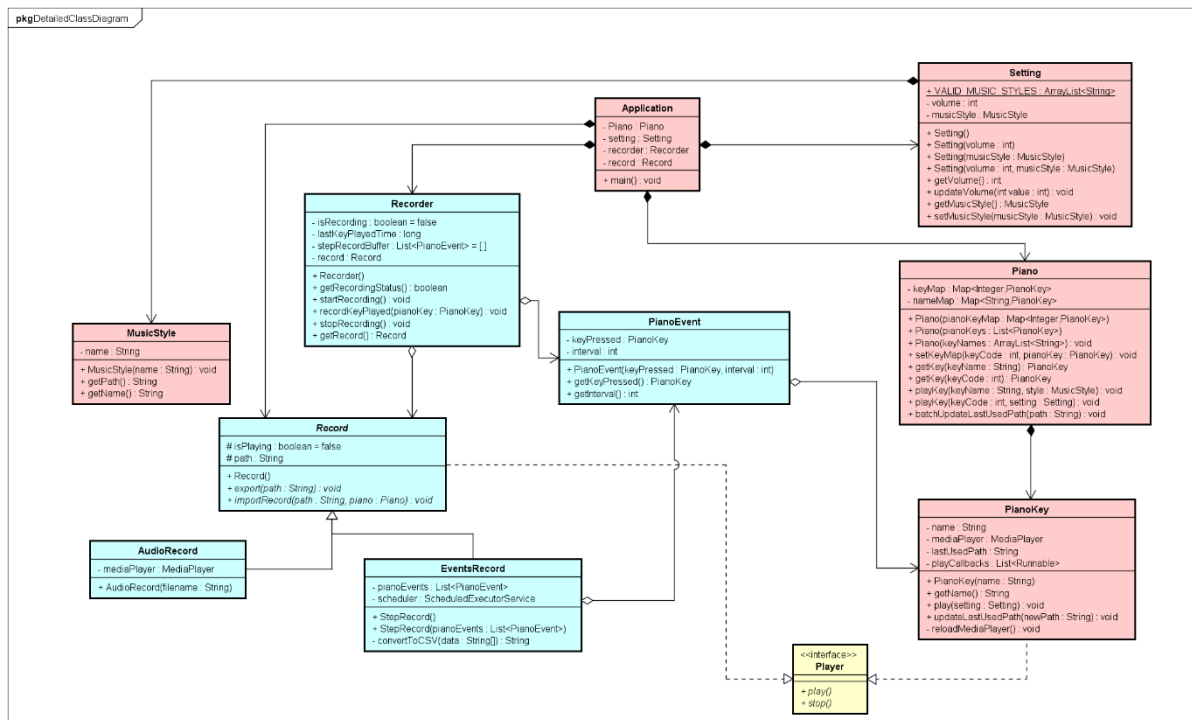 pkgDetailedClassDiagram
Setting
+ VALID_MUSIC_STYLES : ArrayList<String>
- volume : int
- musicStyle : MusicStyle
+ Setting()
+ Setting(volume : int)
+ Setting(musicStyle : MusicStyle)
+ Setting(volume : int, musicStyle : MusicStyle)
+ getVolume() : int
+ updateVolume(int value : int) : void
+ getMusicStyle() : MusicStyle
+ setMusicStyle(musicStyle : MusicStyle) : void
Application
- Piano : Piano
- setting : Setting
- recorder : Recorder
- record : Record
+ main() : void
Recorder
- isRecording : boolean = false
- lastKeyPlayedTime : long
- stepRecordBuffer : List<PianoEvent> = [ ]
- record : Record
+ Recorder()
+ getRecordingStatus() : boolean
+ startRecording() : void
+ recordKeyPlayed(pianoKey : PianoKey) : void
+ stopRecording() : void
+ getRecord() : Record
Piano
- keyMap : Map<Integer,PianoKey>
- nameMap : Map<String,PianoKey>
+ Piano(pianoKeyMap : Map<Integer,PianoKey>)
+ Piano(pianoKeys : List<PianoKey>)
+ Piano(keyNames : ArrayList<String>) : void
+ setKeyMap(keyCode : int, pianoKey : PianoKey) : void
+ getKey(keyName : String) : PianoKey
+ getKey(keyCode : int) : PianoKey
+ playKey(keyName : String, style : MusicStyle) : void
+ playKey(keyCode : int, setting : Setting) : void
+ batchUpdateLastUsedPath(path : String) : void
MusicStyle
- name : String
+ MusicStyle(name : String) : void
+ getPath() : String
+ getName() : String
PianoEvent
- keyPressed : PianoKey
- interval : int
+ PianoEvent(keyPressed : PianoKey, interval : int)
+ getKeyPressed() : PianoKey
+ getInterval() : int
Record
# isPlaying : boolean = false
# path : String
+ Record()
+ export(path : String) : void
+ importRecord(path : String, piano : Piano) : void
AudioRecord
- mediaPlayer : MediaPlayer
+ AudioRecord(filename : String)
EventsRecord
- pianoEvents : List<PianoEvent>
- scheduler : ScheduledExecutorService
+ StepRecord()
+ StepRecord(pianoEvents : List<PianoEvent>)
- convertToCSV(data : String[]) : String
PianoKey
- name : String
- mediaPlayer : MediaPlayer
- lastUsedPath : String
- playCallbacks : List<Runnable>
+ PianoKey(name : String)
+ getName() : String
+ play(setting : Setting) : void
+ updateLastUsedPath(newPath : String) : void
- reloadMediaPlayer() : void
<<interface>>
Player
+ play()
+ stop()